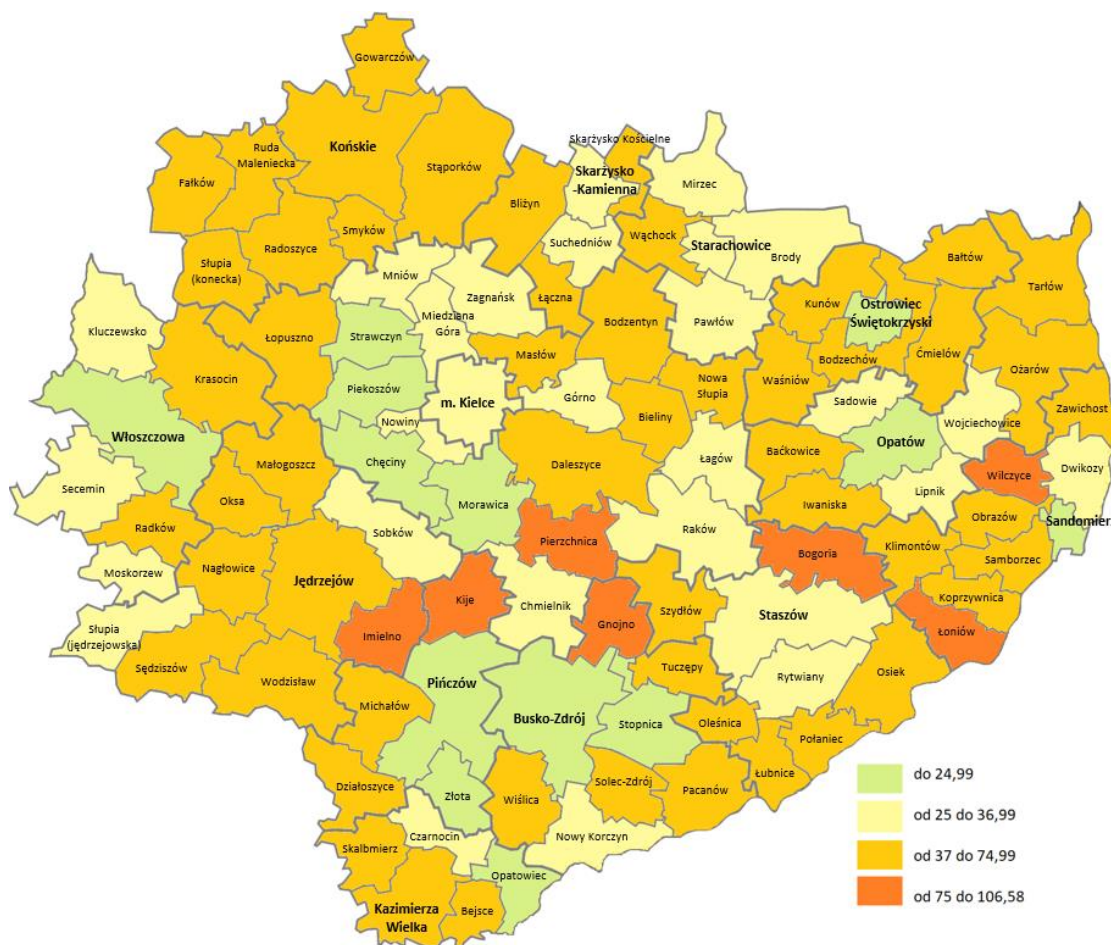 Gowarczów
Końskie
Ruda
Maleniecka
Fałków
Stąporków
Skarżysko Kościelne
Skarżysko
-Kamienna
Mirzec
Bliżyn
Smyków
Radoszyce
Słupia
(konecka)
Suchedniów
Wąchock
Starachowice
Brody
Bałtów
Tarłów
Mniów
Zagnańsk
Łączna
Miedziana
Góra
Bodzentyn
Pawłów
Kunów
Ostrowiec
Świętokrzyski
Kluczewsko
Łopuszno
Strawczyn
Masłów
Bodzechów
Ćmielów
Ożarów
Krasocin
Piekoszów
m. Kielce
Górno
Nowa
Słupia
Waśniów
Sadowie
Wojciechowice
Zawichost
Nowiny
Bieliny
Włoszczowa
Chęciny
Daleszyce
Łagów
Baćkowice
Opatów
Małogoszcz
Wilczyce
Dwikozy
Secemin
Oksa
Morawica
Lipnik
Iwaniska
Radków
Sobków
Raków
Obrazów
Sandomierz
Pierzchnica
Bogoria
Klimontów
Samborzec
Moskorzew
Nagłowice
Jędrzejów
Kije
Chmielnik
Gnojno
Szydłów
Staszów
Koprzywnica
Łoniów
Słupia
(jędrzejowska)
Imielno
Sędziszów
Tuczępy
Rytwiany
Osiek
Wodzisław
Pińczów
Michałów
Busko-Zdrój
Stopnica
Oleśnica
Połaniec
Działoszyce
Złota
Wiślica
Solec-Zdrój
Pacanów
Łubnice
Czarnocin
Nowy Korczyn
Skalbmierz
Opatowiec
Kazimierza
Wielka
Bejsce
do 24,99
od 25 do 36,99
od 37 do 74,99
od 75 do 106,58